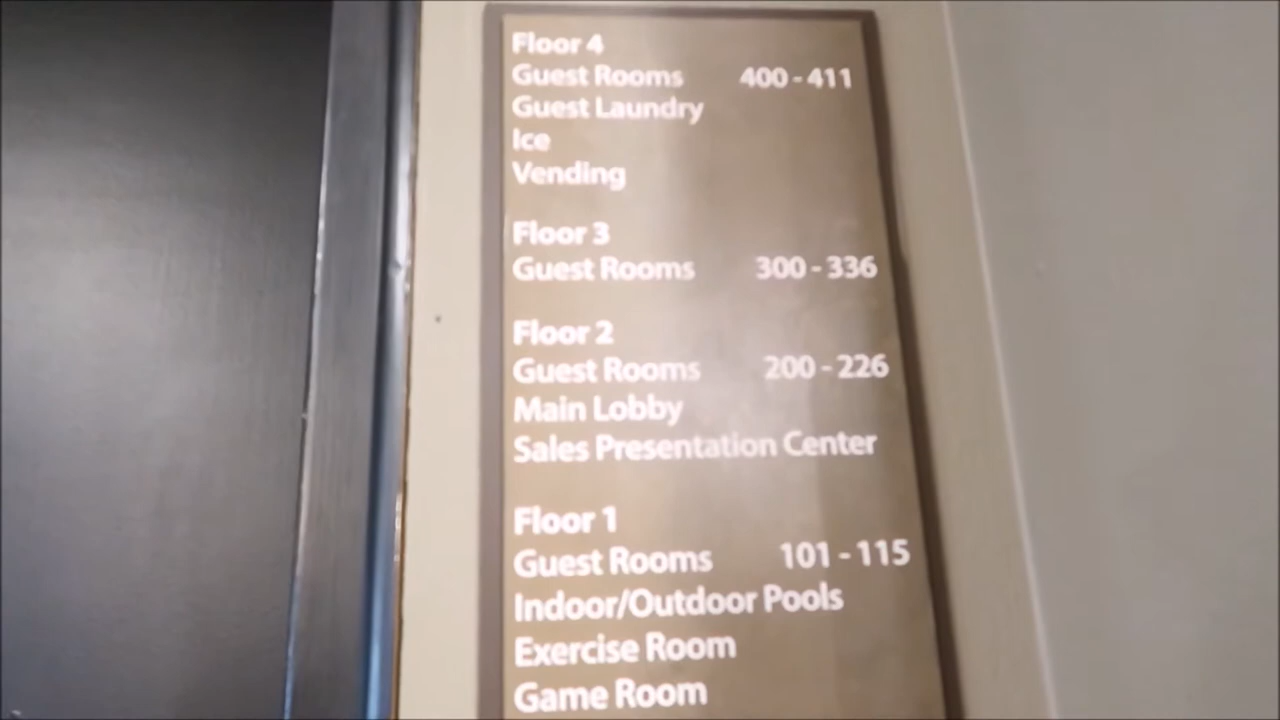 Floor 4
Guest Rooms 400 - 411
Guest Laundry
Ice
Vending
Floor 3
Guest Rooms 300 - 336
Floor 2
Guest Rooms 200 - 226
Main Lobby
Sales Presentation Center
Floor 1
Guest Rooms 101 - 115
Indoor/Outdoor Pools
Exercise Room
Game Room